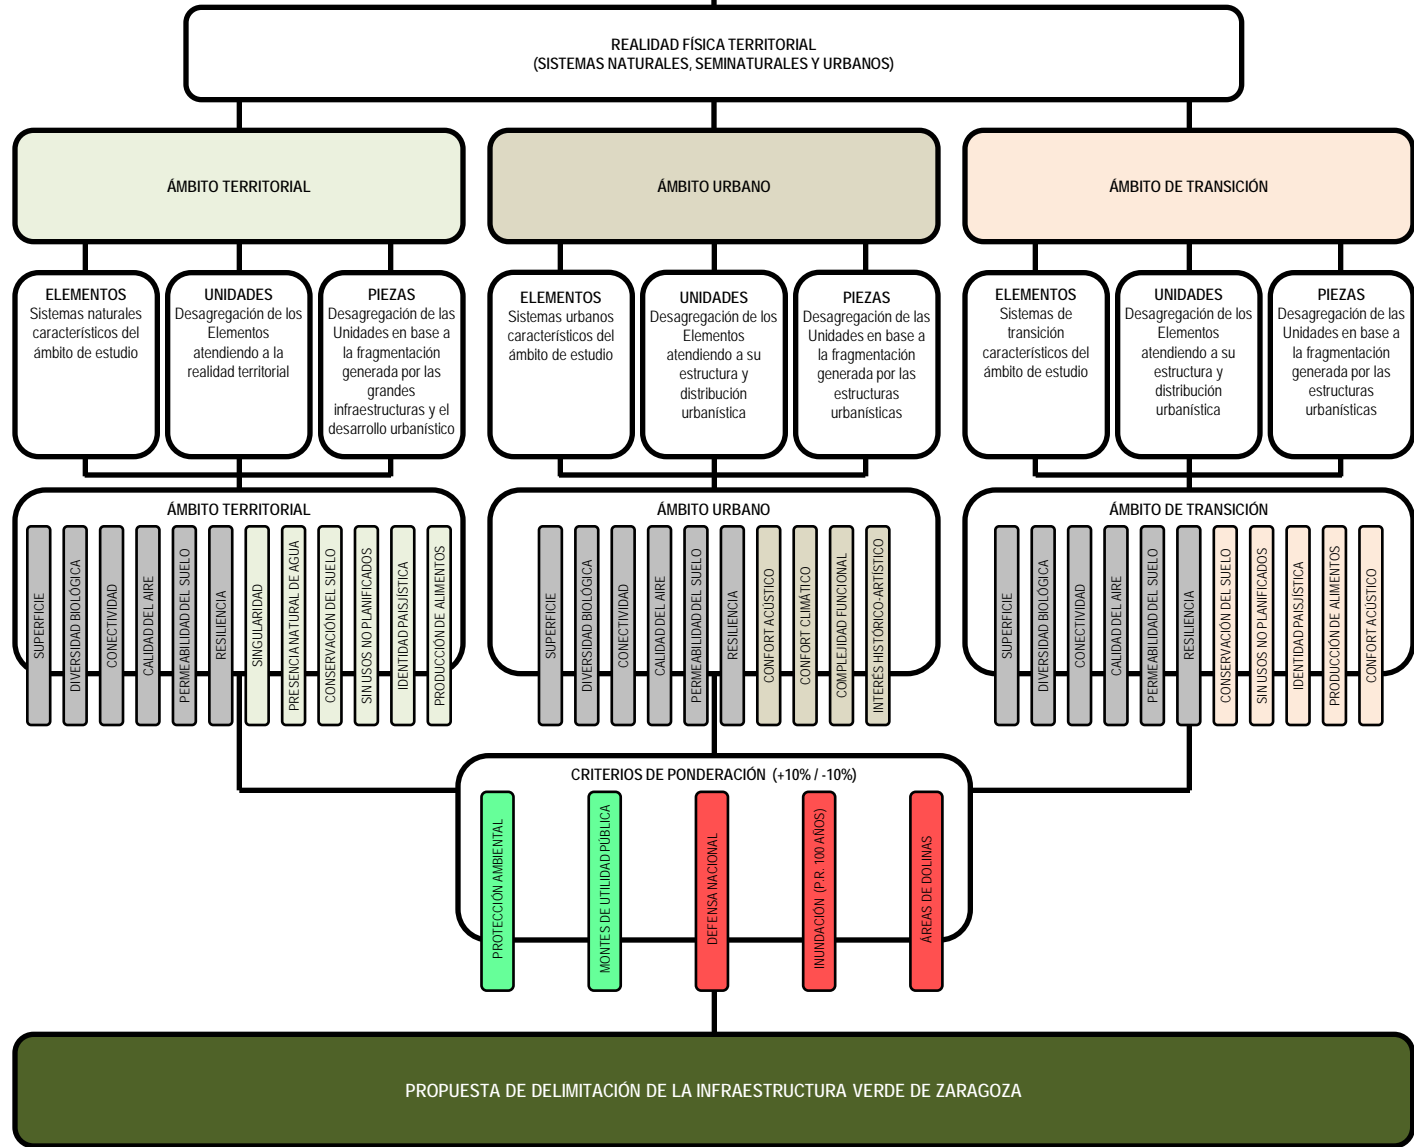 REALIDAD FÍSICA TERRITORIAL
(SISTEMAS NATURALES, SEMINATURALES Y URBANOS)
ÁMBITO TERRITORIAL
ÁMBITO URBANO
ÁMBITO DE TRANSICIÓN
ELEMENTOS
Sistemas naturales
característicos del
ámbito de estudio
UNIDADES
Desagregación de los
Elementos
atendiendo a la
realidad territorial
PIEZAS
Desagregación de las
Unidades en base a
la fragmentación
generada por las
grandes
infraestructuras y el
desarrollo urbanístico
ELEMENTOS
Sistemas urbanos
característicos del
ámbito de estudio
UNIDADES
Desagregación de los
Elementos
atendiendo a su
estructura y
distribución
urbanística
PIEZAS
Desagregación de las
Unidades en base a
la fragmentación
generada por las
estructuras
urbanísticas
ELEMENTOS
Sistemas de
transición
característicos del
ámbito de estudio
UNIDADES
Desagregación de los
Elementos
atendiendo a su
estructura y
distribución
urbanística
PIEZAS
Desagregación de las
Unidades en base a
la fragmentación
generada por las
estructuras
urbanísticas
ÁMBITO TERRITORIAL
SUPERFICIE
DIVERSIDAD BIOLÓGICA
CONECTIVIDAD
CALIDAD DEL AIRE
PERMEABILIDAD DEL SUELO
RESILIENCIA
SINGULARIDAD
PRESENCIA NATURAL DE AGUA
CONSERVACIÓN DEL SUELO
SIN USOS NO PLANIFICADOS
IDENTIDAD PAISJÍSTICA
PRODUCCIÓN DE ALIMENTOS
ÁMBITO URBANO
SUPERFICIE
DIVERSIDAD BIOLÓGICA
CONECTIVIDAD
CALIDAD DEL AIRE
PERMEABILIDAD DEL SUELO
RESILIENCIA
CONFORT ACÚSTICO
CONFORT CLIMÁTICO
COMPLEJIDAD FUNCIONAL
INTERÉS HISTÓRICO-ARTÍSTICO
ÁMBITO DE TRANSICIÓN
SUPERFICIE
DIVERSIDAD BIOLÓGICA
CONECTIVIDAD
CALIDAD DEL AIRE
PERMEABILIDAD DEL SUELO
RESILIENCIA
CONSERVACIÓN DEL SUELO
SIN USOS NO PLANIFICADOS
IDENTIDAD PAISJÍSTICA
PRODUCCIÓN DE ALIMENTOS
CONFORT ACÚSTICO
CRITERIOS DE PONDERACIÓN (+10% / -10%)
PROTECCIÓN AMBIENTAL
MONTES DE UTILIDAD PÚBLICA
DEFENSA NACIONAL
INUNDACIÓN (P.R. 100 AÑOS)
ÁREAS DE DOLINAS
PROPUESTA DE DELIMITACIÓN DE LA INFRAESTRUCTURA VERDE DE ZARAGOZA